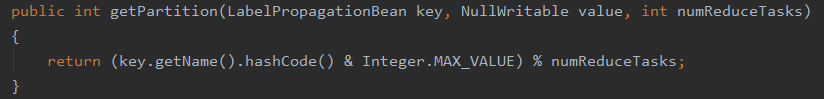 public int getPartition(LabelPropagationBean key, NullWritable value, int numReduceTasks)
{
    return (key.getName().hashCode() & Integer.MAX_VALUE) % numReduceTasks;
}